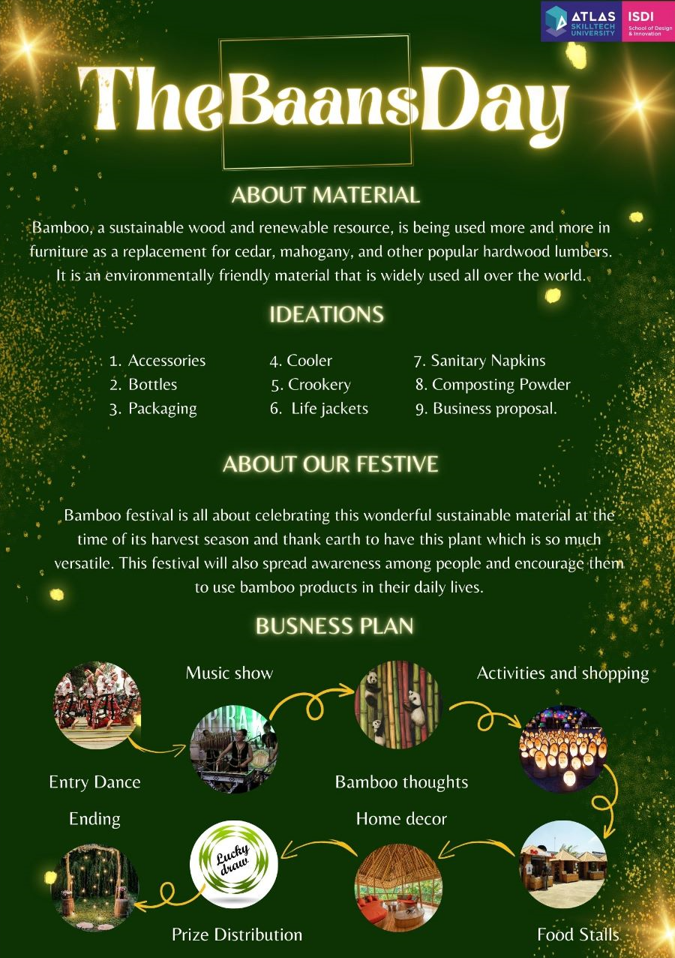 ATLAS
SKILLTECH
UNIVERSITY
ISDI
School of Design
& Innovation
TheBaansDay
ABOUT MATERIAL
Bamboo, a sustainable wood and renewable resource, is being used more and more in
furniture as a replacement for cedar, mahogany, and other popular hardwood lumbers.
It is an environmentally friendly material that is widely used all over the world.
IDEATIONS
1. Accessories
2. Bottles
3. Packaging
4. Cooler
5. Crookery
6. Life jackets
7. Sanitary Napkins
8. Composting Powder
9. Business proposal.
ABOUT OUR FESTIVE
Bamboo festival is all about celebrating this wonderful sustainable material at the
time of its harvest season and thank earth to have this plant which is so much
versatile. This festival will also spread awareness among people and encourage them
to use bamboo products in their daily lives.
BUSNESS PLAN
Music show
Activities and shopping
Entry Dance
Bamboo thoughts
Ending
Home decor
Lucky
draw
Prize Distribution
Food Stalls